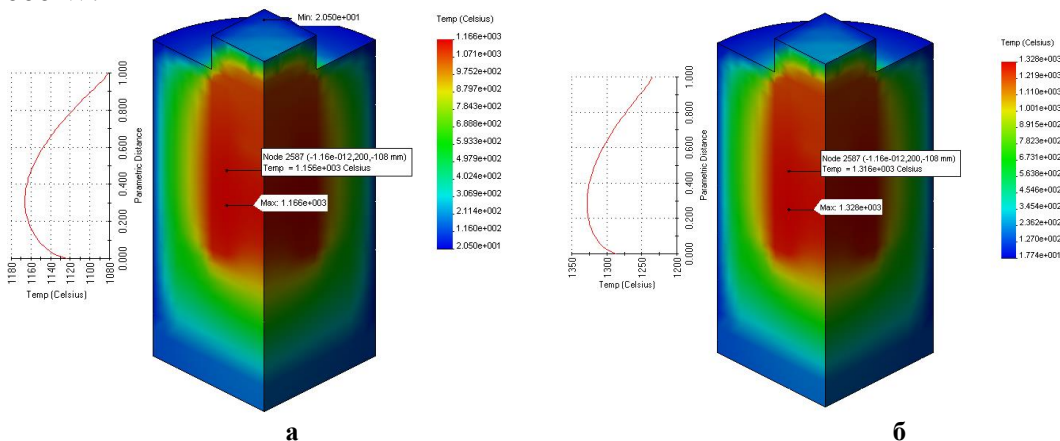 Min: 2.050e+001
Temp (Celsius)
1.166e+003
1.071e+003
9.752e+002
8.797e+002
7.843e+002
6.888e+002
5.933e+002
4.979e+002
4.024e+002
3.069e+002
2.114e+002
1.160e+002
2.050e+001
1.000
0.800
0.600
0.400
0.200
0.000
Parametric Distance
1180
1160
1140
1120
1100
1080
Temp (Celsius)
Node 2587 (-1.16e-012,200,-108 mm)
Temp = 1.156e+003 Celsius
Max: 1.166e+003
а
Temp (Celsius)
1.328e+003
1.219e+003
1.110e+003
1.001e+003
8.914e+002
7.823e+002
6.731e+002
5.638e+002
4.546e+002
3.454e+002
2.362e+002
1.270e+002
1.774e+001
1.000
0.800
0.600
0.400
0.200
0.000
Parametric Distance
1350
1300
1250
1200
Temp (Celsius)
Node 2587 (-1.16e-012,200,-108 mm)
Temp = 1.316e+003 Celsius
Max: 1.328e+003
б